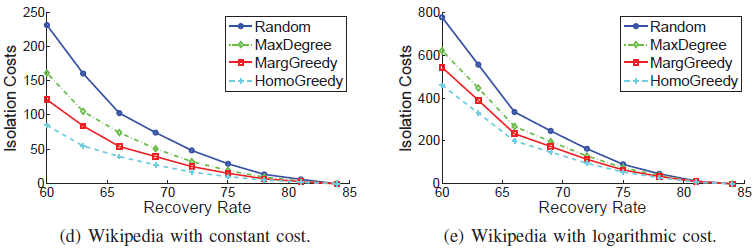 250
200
150
100
50
0
60
65
70
75
80
85
Isolation Costs
Recovery Rate
Random
MaxDegree
MargGreedy
HomoGreedy
(d) Wikipedia with constant cost.
800
600
400
200
0
60
65
70
75
80
85
Isolation Costs
Recovery Rate
Random
MaxDegree
MargGreedy
HomoGreedy
(e) Wikipedia with logarithmic cost.